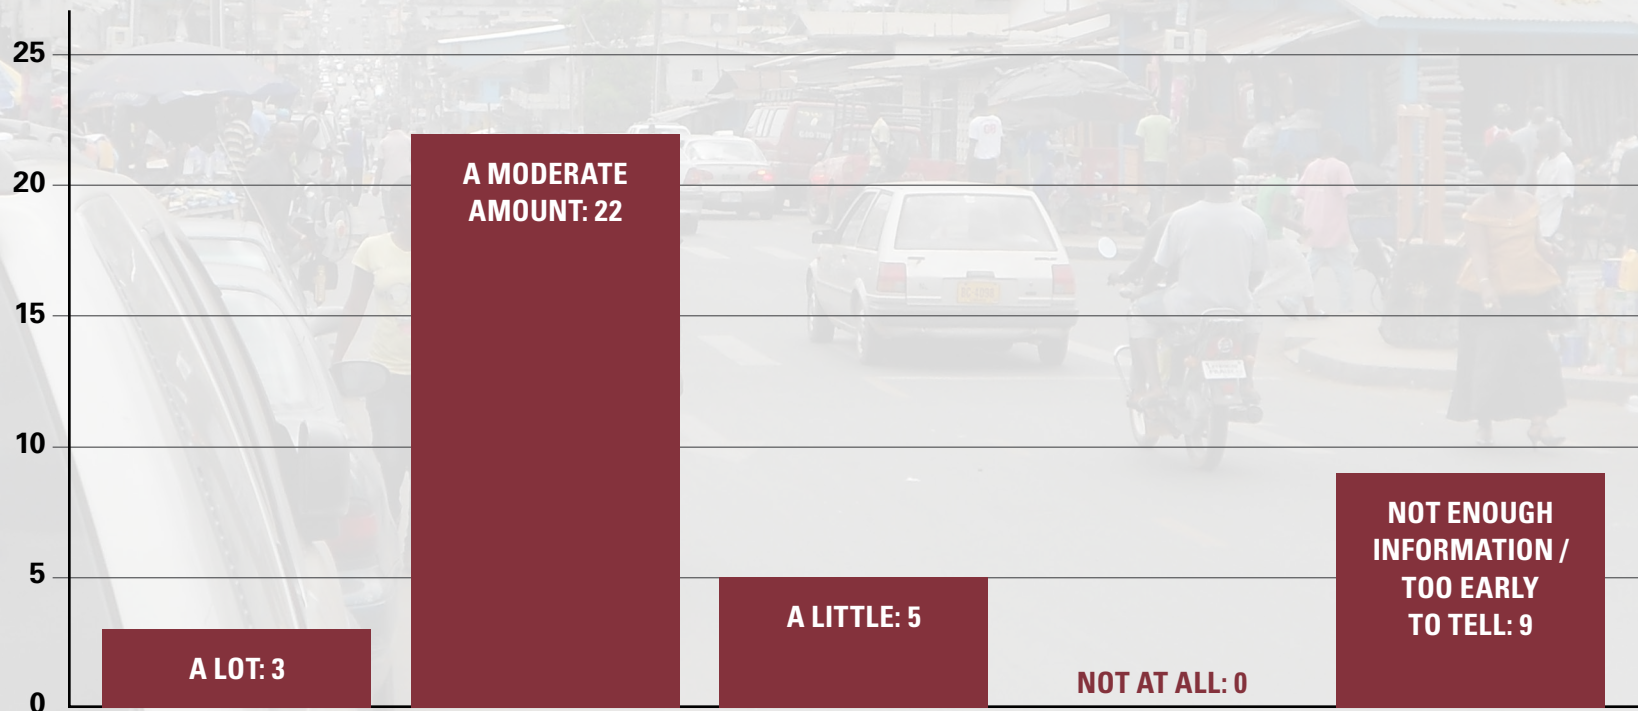 25
20
15
10
5
0
A LOT: 3
A MODERATE
AMOUNT: 22
A LITTLE: 5
NOT AT ALL: 0
NOT ENOUGH
INFORMATION /
TOO EARLY
TO TELL: 9